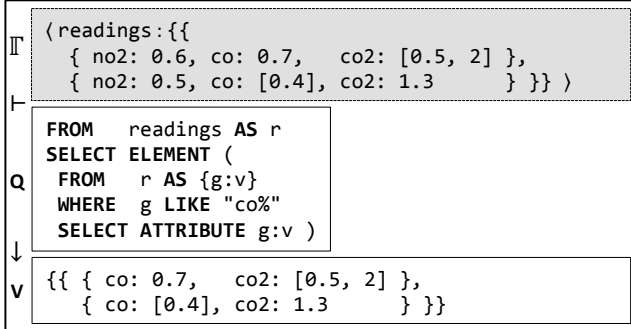 𝕀Γ
⟨readings:{{
{ no2: 0.6, co: 0.7, co2: [0.5, 2] },
{ no2: 0.5, co: [0.4], co2: 1.3 } }} ⟩
⊢
Q
FROM readings AS r
SELECT ELEMENT (
FROM r AS {g:v}
WHERE g LIKE "co%"
SELECT ATTRIBUTE g:v )
↓
V
{{ { co: 0.7, co2: [0.5, 2] },
{ co: [0.4], co2: 1.3 } }}